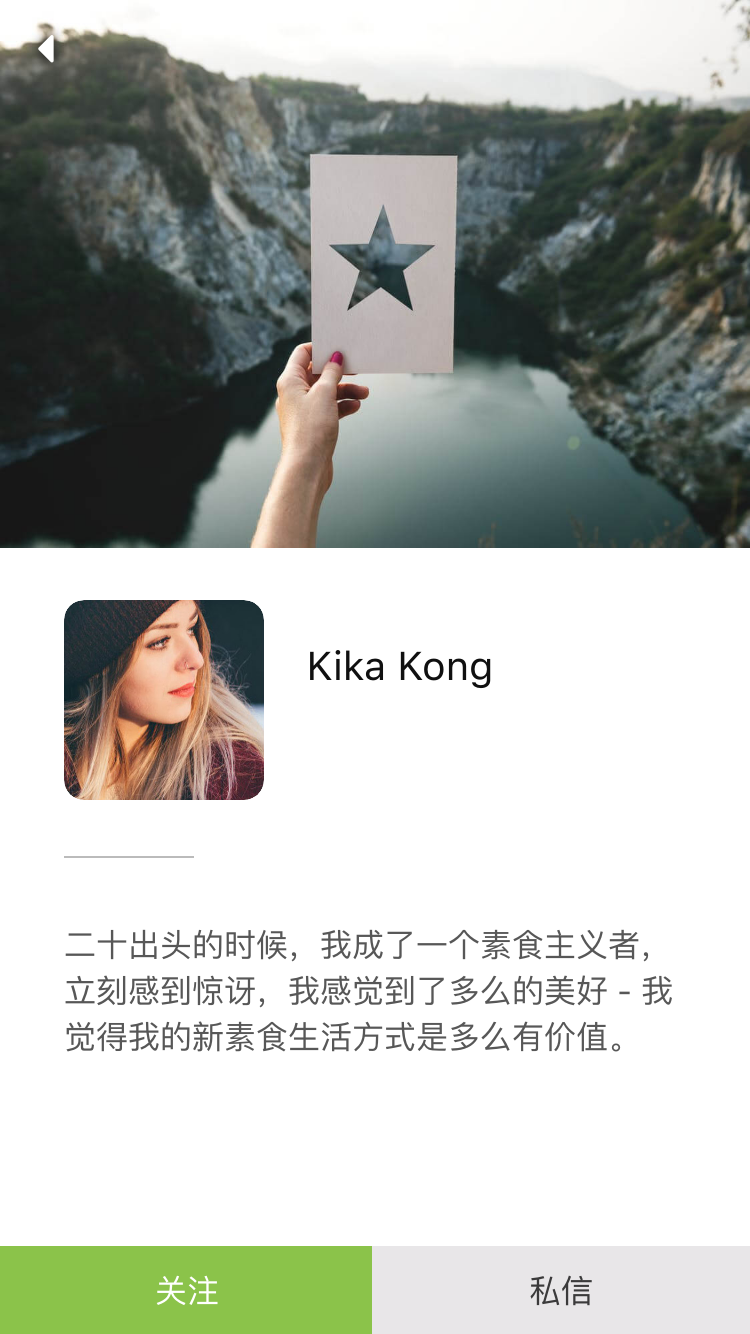 Kika Kong
二十出头的时候，我成了一个素食主义者，
立刻感到惊讶，我感觉到了多么的美好 - 我
觉得我的新素食生活方式是多么有价值。
关注
私信